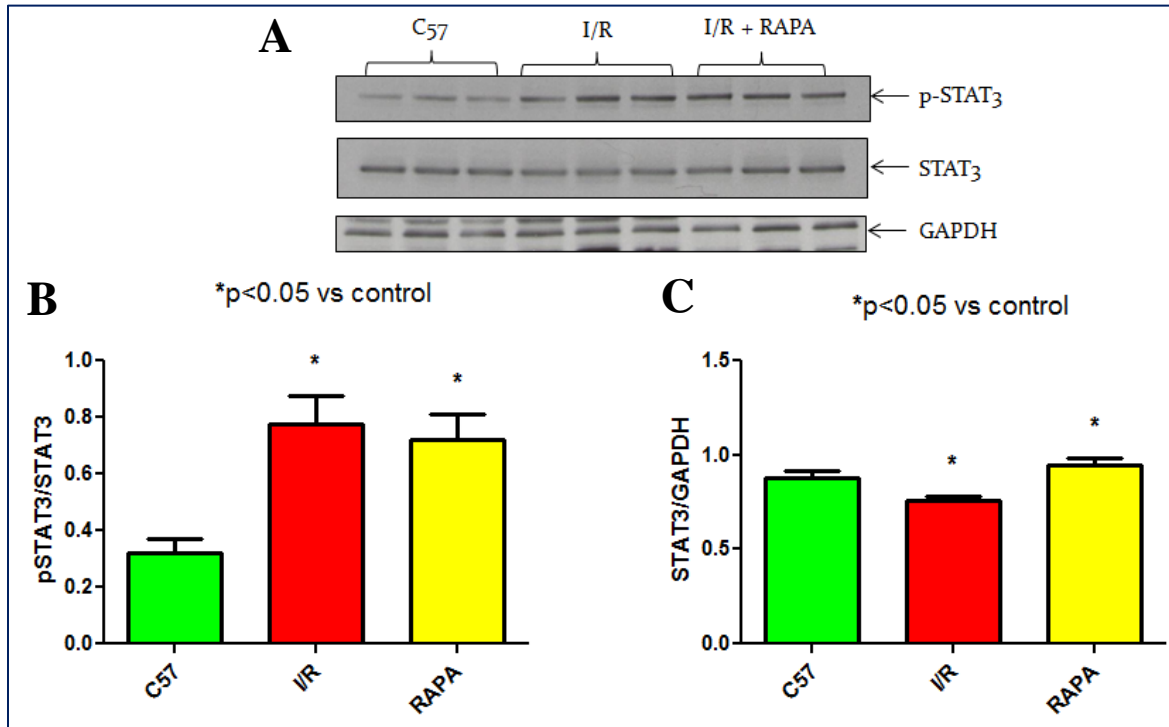 A
C57 I/R I/R + RAPA
p-STAT3
STAT3
GAPDH
B
*p<0.05 vs control
1.0
0.8
0.6
0.4
0.2
0.0
pSTAT3/STAT3
*
*
C57
I/R
RAPA
C
*p<0.05 vs control
1.5
1.0
0.5
0.0
STAT3/GAPDH
*
*
C57
I/R
RAPA